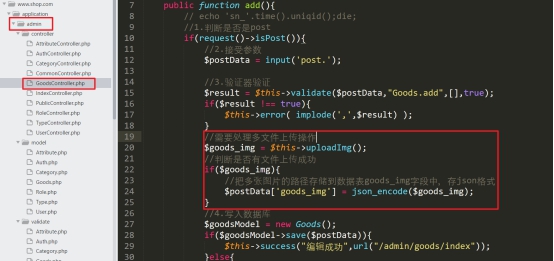 www.shop.com
application
admin
controller
AttributeController.php
AuthController.php
CategoryController.php
CommonController.php
GoodsController.php
IndexController.php
PublicController.php
RoleController.php
TypeController.php
UserController.php
model
Attribute.php
Auth.php
Category.php
Goods.php
Role.php
Type.php
User.php
validate
Attribute.php
Auth.php
Category.php
7 public function add(){
8 // echo 'sn_'.time().uniqid();die;
9 //1.判断是否是post
10 if(request()->isPost()){
11 //2.接受参数
12 $postData = input('post.');
13
14 //3.验证器验证
15 $result = $this->validate($postData,"Goods.add",[],true);
16 if($result !== true){
17 $this->error( implode(',',$result) );
18 }
19 //需要处理多文件上传操作
20 $goods_img = $this->uploadImg();
21 //判断是否有文件上传成功
22 if($goods_img){
23 //把多张图片的路径存储到数据表goods_img字段中,存json格式
24 $postData['goods_img'] = json_encode($goods_img);
25 }
26 //4.写入数据库
27 $goodsModel = new Goods();
28 if($goodsModel->save($postData)){
29 $this->success("编辑成功",url("/admin/goods/index"));
30 }else{